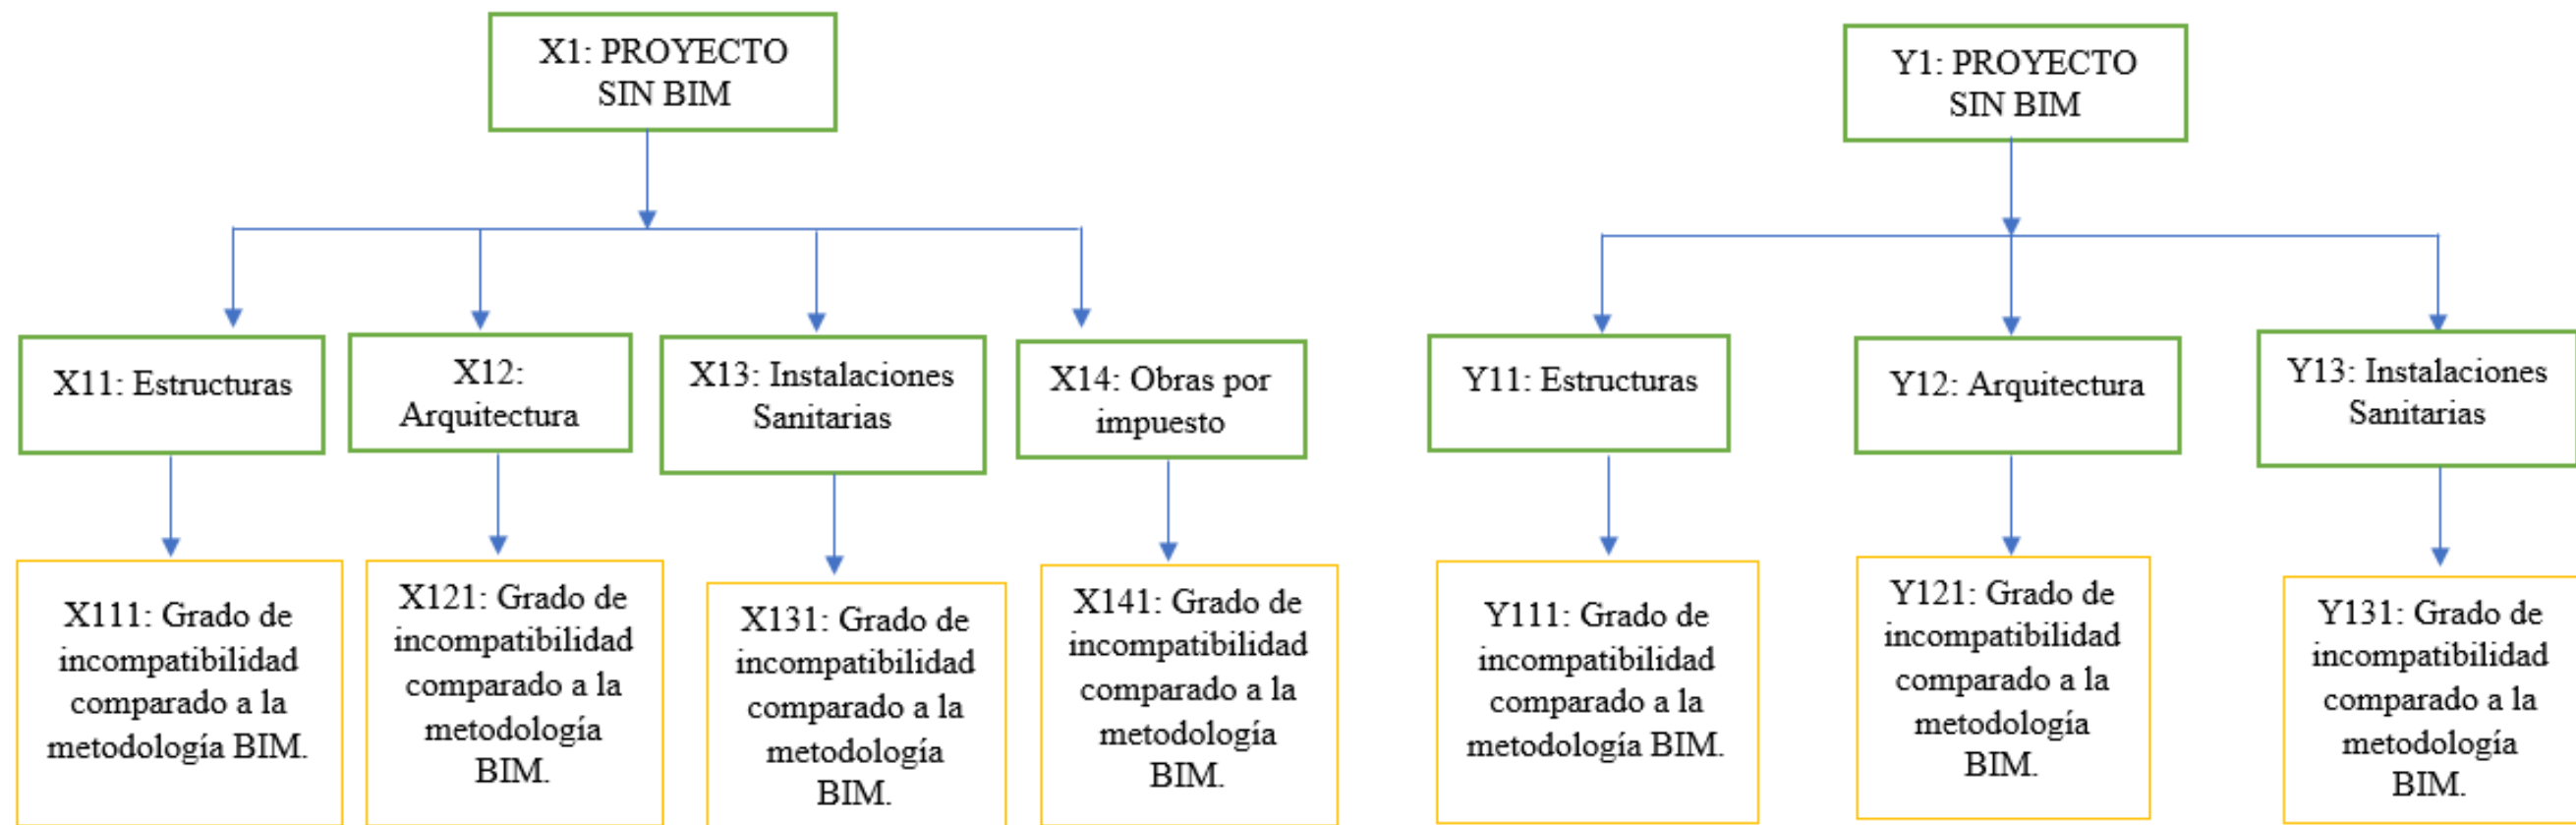 X1: PROYECTO
SIN BIM
Y1: PROYECTO
SIN BIM
X11: Estructuras
X12:
Arquitectura
X13: Instalaciones
Sanitarias
X14: Obras por
impuesto
Y11: Estructuras
Y12: Arquitectura
Y13: Instalaciones
Sanitarias
X111: Grado de
incompatibilidad
comparado a la
metodología BIM.
X121: Grado de
incompatibilidad
comparado a la
metodología
BIM.
X131: Grado de
incompatibilidad
comparado a la
metodología
BIM.
X141: Grado de
incompatibilidad
comparado a la
metodología
BIM.
Y111: Grado de
incompatibilidad
comparado a la
metodología BIM.
Y121: Grado de
incompatibilidad
comparado a la
metodología
BIM.
Y131: Grado de
incompatibilidad
comparado a la
metodología
BIM.